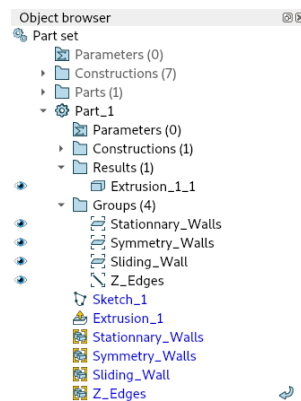 Object browser
Part set
Parameters (0)
Constructions (7)
Parts (1)
Part_1
Parameters (0)
Constructions (1)
Results (1)
Extrusion_1_1
Groups (4)
Stationnary_Walls
Symmetry_Walls
Sliding_Wall
Z_Edges
Sketch_1
Extrusion_1
Stationnary_Walls
Symmetry_Walls
Sliding_Wall
Z_Edges